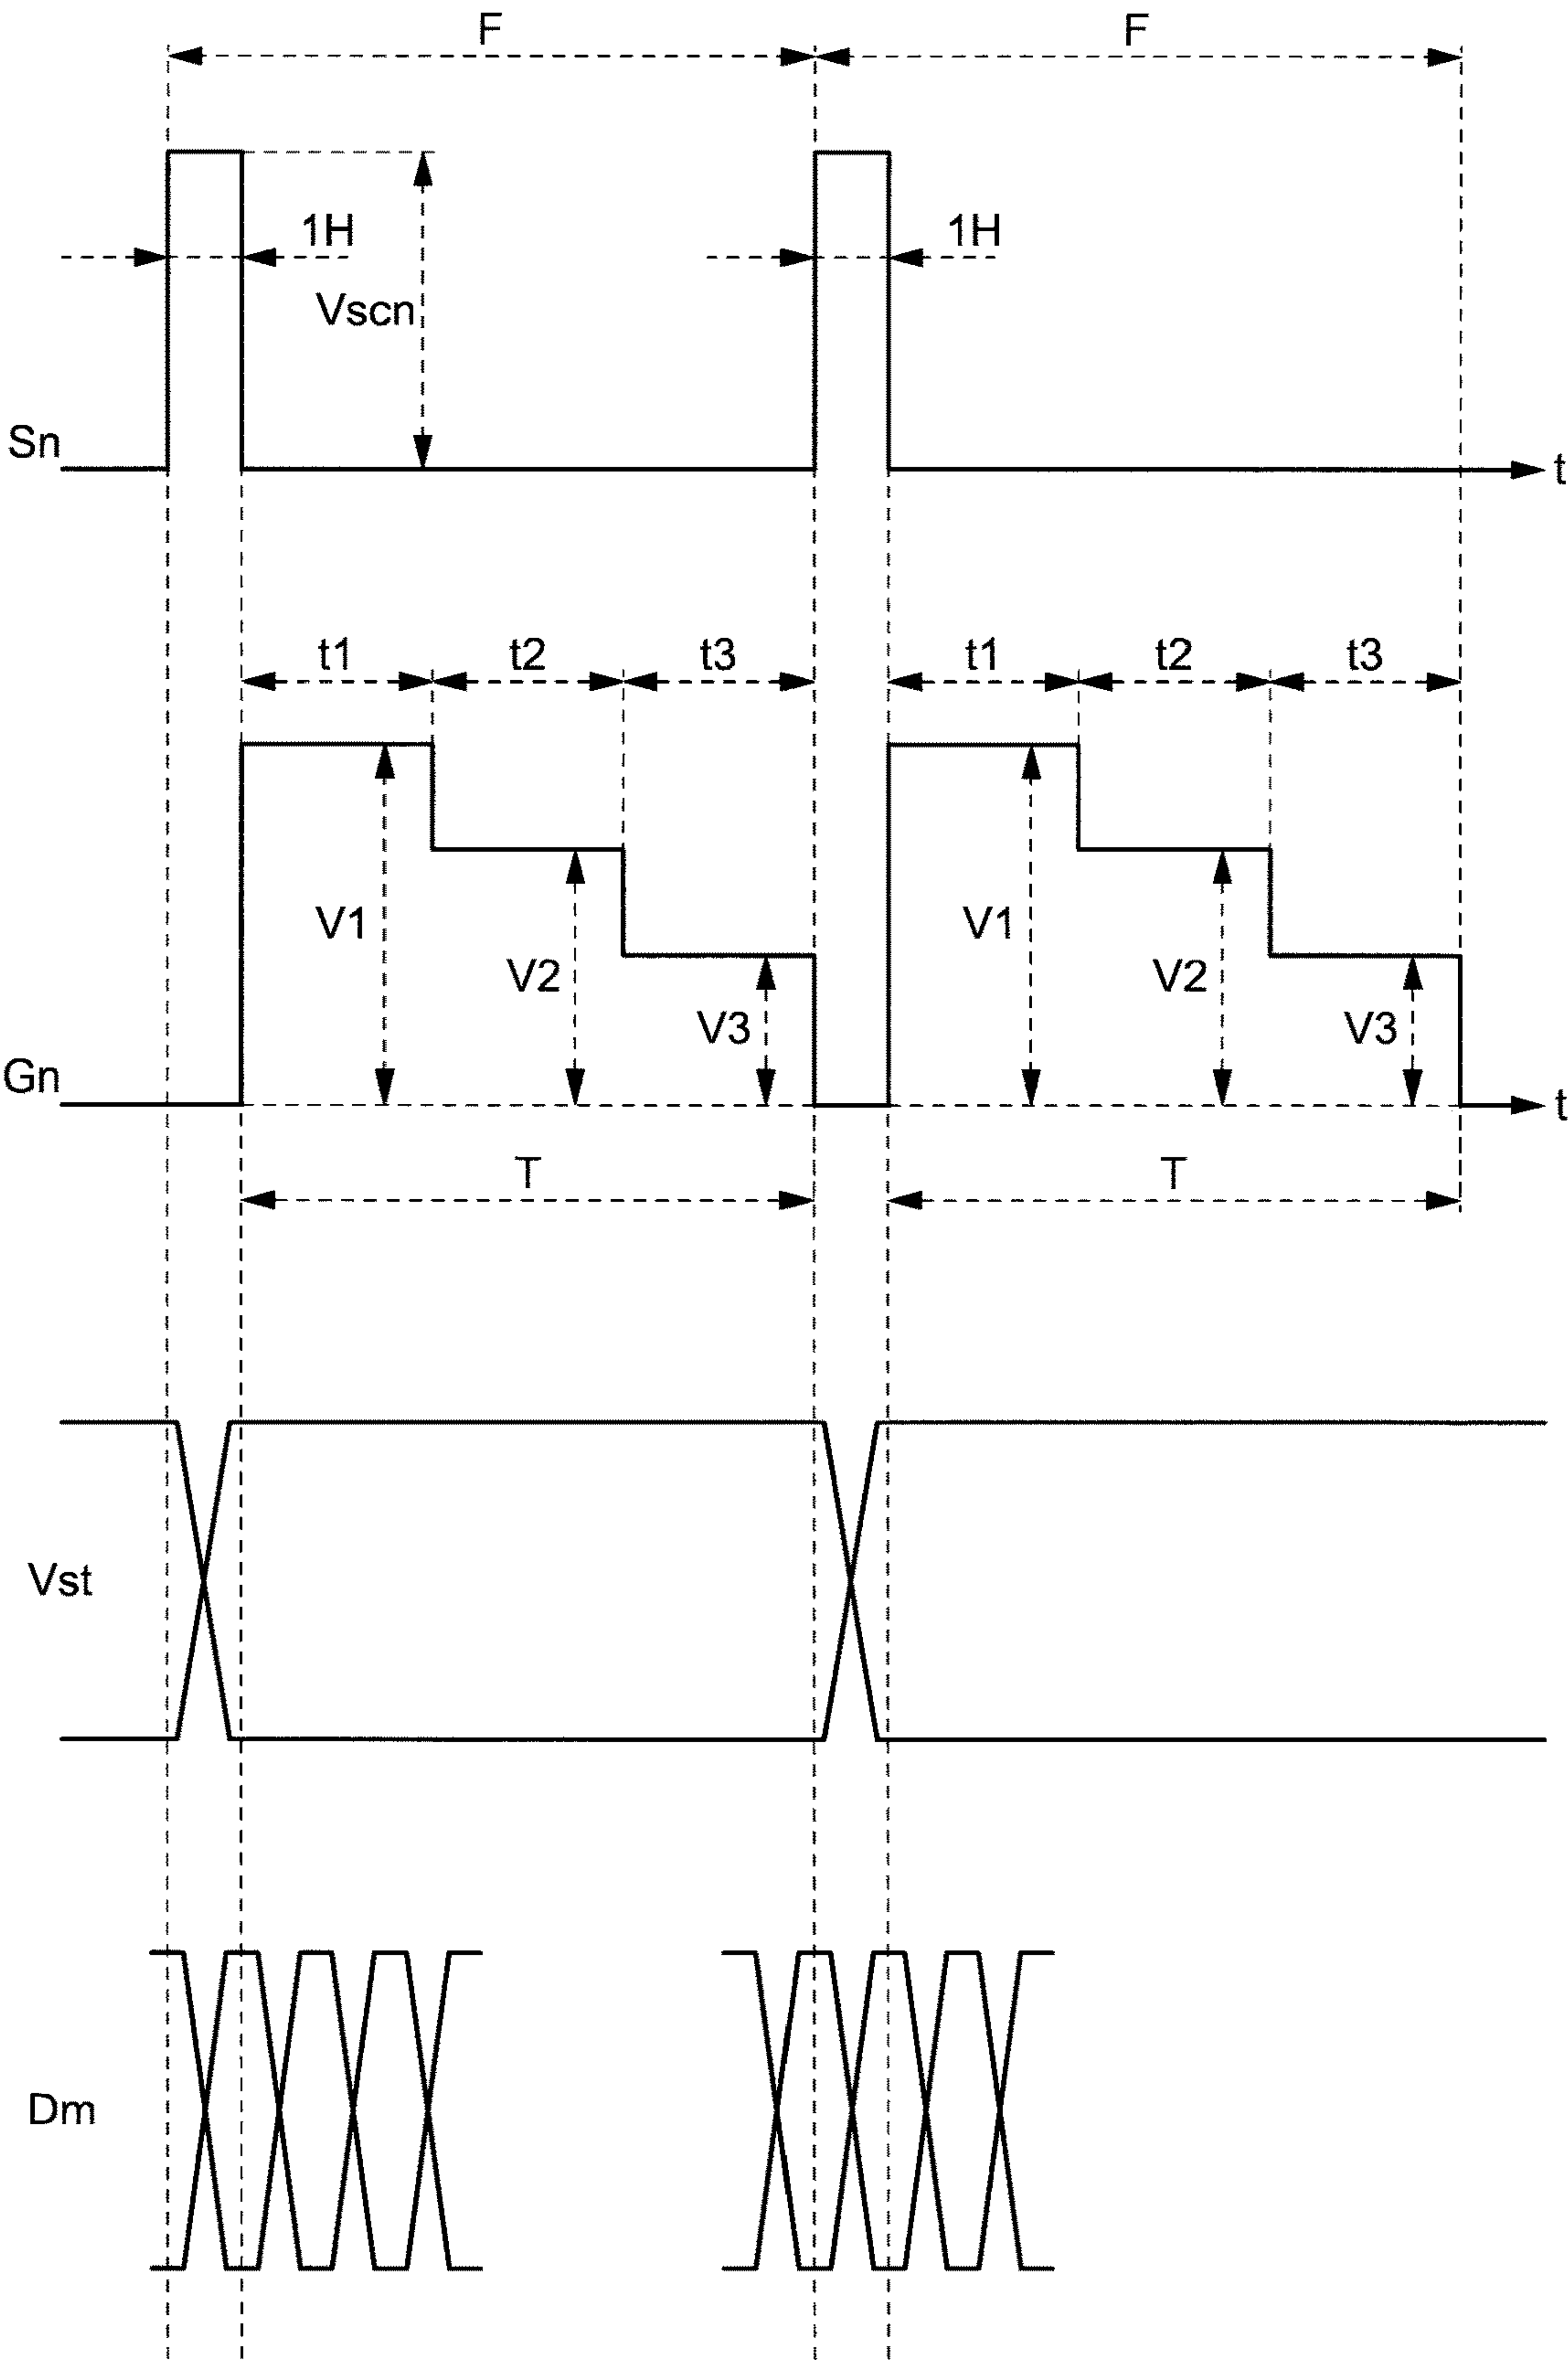 F F
1H 1H
Vscn
Sn t
t1 t2 t3 t1 t2 t3
V1 V2 V3 V1 V2 V3
Gn t
T T
Vst
Dm